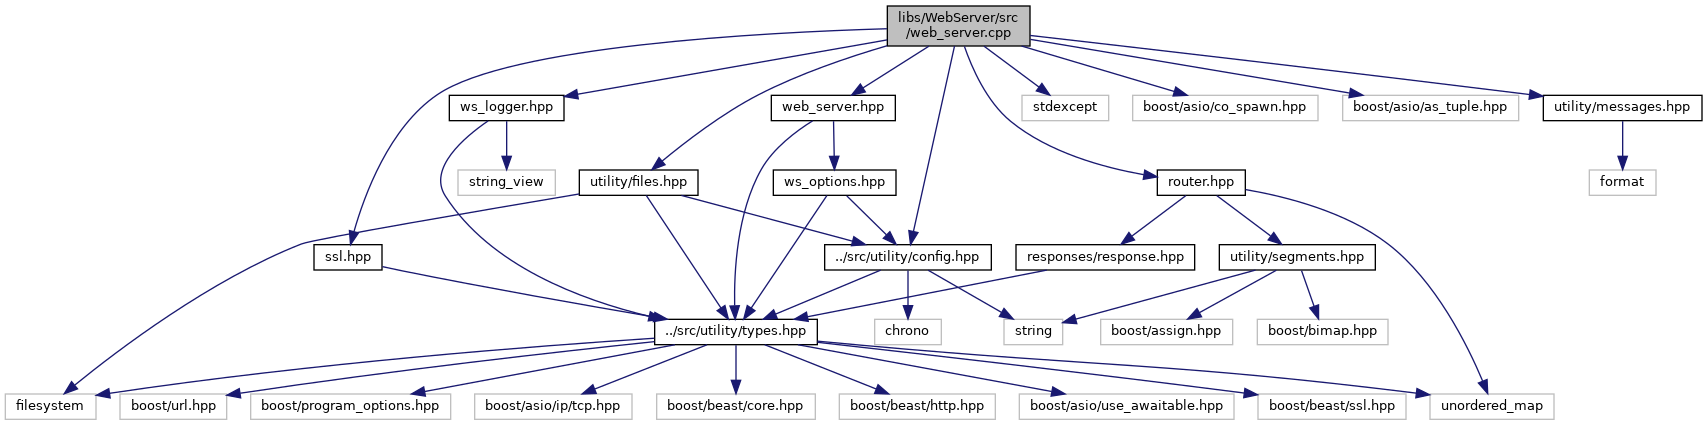 libs/WebServer/src
/web_server.cpp
ws_logger.hpp
web_server.hpp
stdexcept
boost/asio/co_spawn.hpp
boost/asio/as_tuple.hpp
utility/messages.hpp
string_view
utility/files.hpp
ws_options.hpp
router.hpp
format
ssl.hpp
../src/utility/config.hpp
responses/response.hpp
utility/segments.hpp
../src/utility/types.hpp
chrono
string
boost/assign.hpp
boost/bimap.hpp
filesystem
boost/url.hpp
boost/program_options.hpp
boost/asio/ip/tcp.hpp
boost/beast/core.hpp
boost/beast/http.hpp
boost/asio/use_awaitable.hpp
boost/beast/ssl.hpp
unordered_map